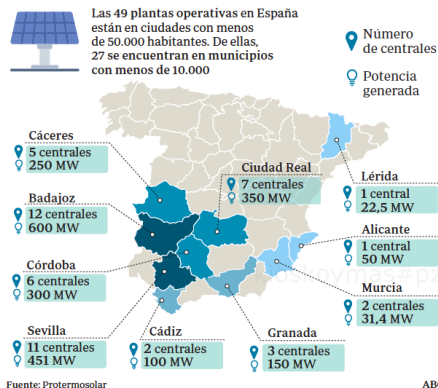 Las 49 plantas operativas en España
están en ciudades con menos
de 50.000 habitantes. De ellas,
27 se encuentran en municipios
con menos de 10.000
Número
de centrales
Potencia
generada
Cáceres
5 centrales
250 MW
Ciudad Real
7 centrales
350 MW
Lérida
1 central
22,5 MW
Badajoz
12 centrales
600 MW
Alicante
1 central
50 MW
Córdoba
6 centrales
300 MW
Murcia
2 centrales
31,4 MW
Sevilla
11 centrales
451 MW
Cádiz
2 centrales
100 MW
Granada
3 centrales
150 MW
Fuente: Protermosolar
AB